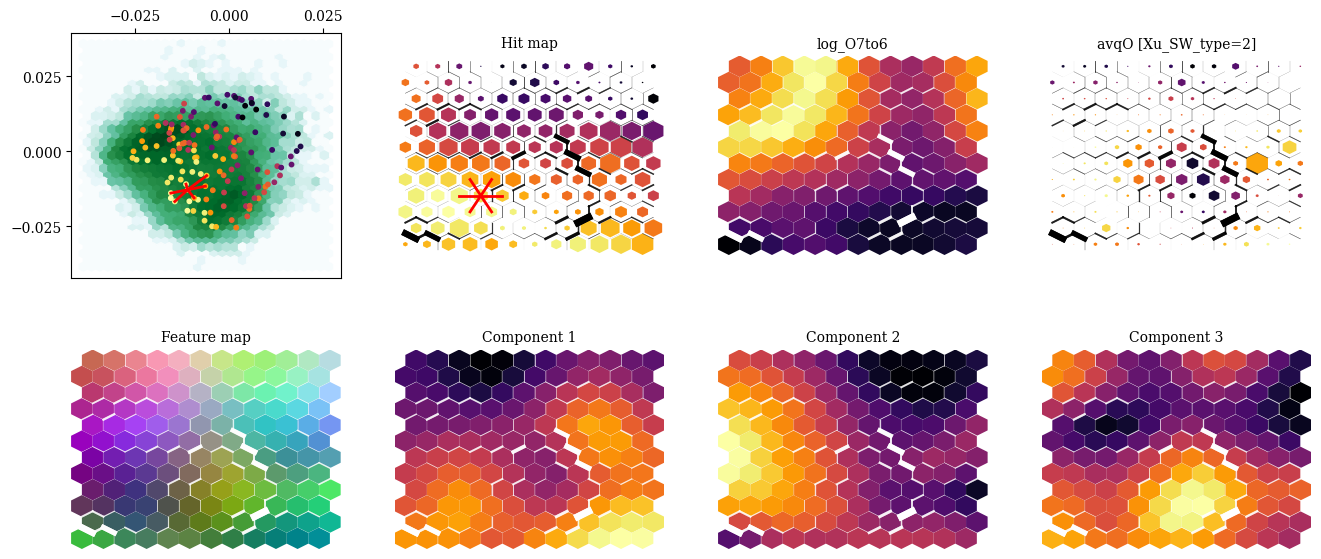 −0.025 0.000 0.025
0.025
0.000
−0.025
Hit map
log_O7to6
avqO [Xu_SW_type=2]
Feature map
Component 1
Component 2
Component 3